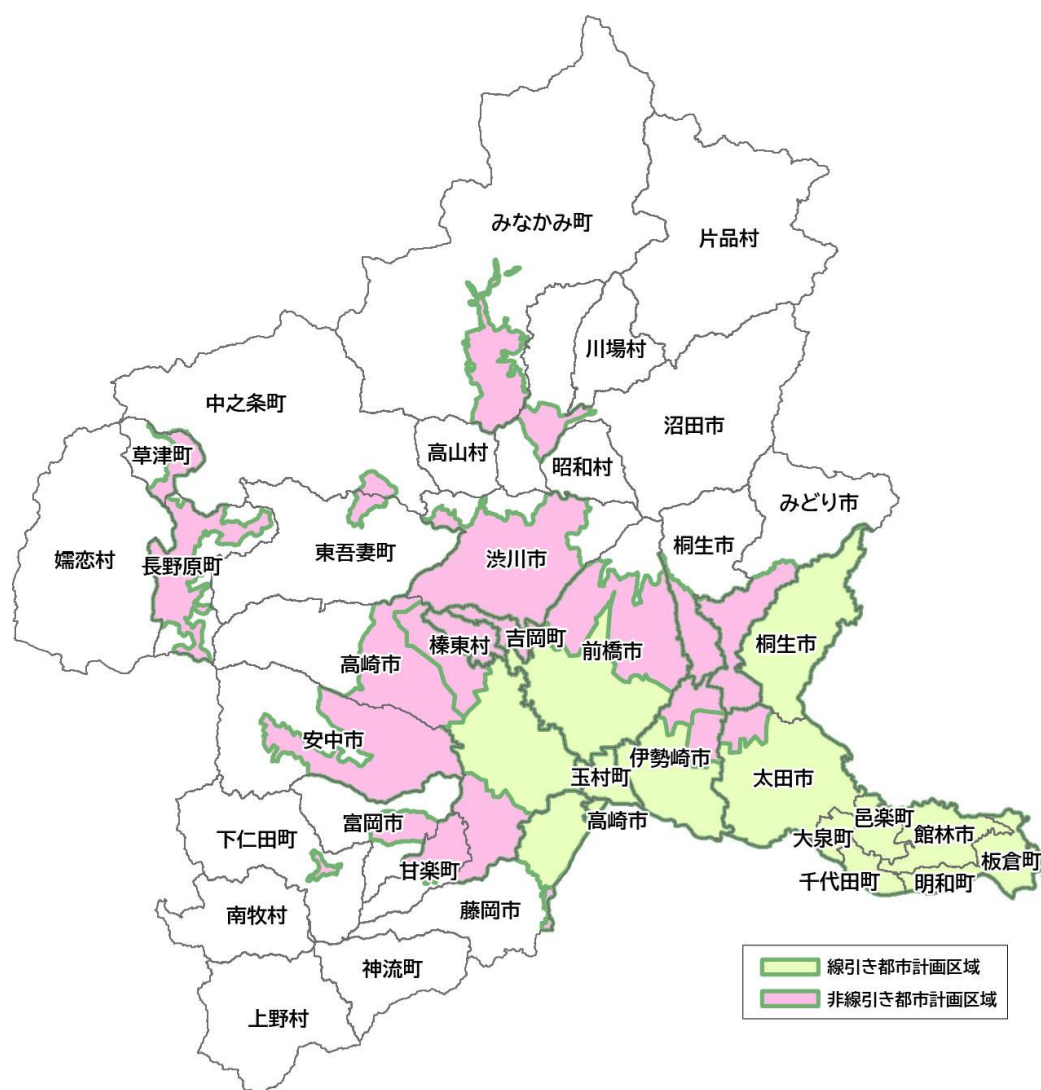 みなかみ町
片品村
川場村
中之条町
沼田市
草津町
高山村
昭和村
みどり市
嬬恋村
長野原町
東吾妻町
渋川市
桐生市
榛東村
吉岡町
前橋市
桐生市
高崎市
安中市
伊勢崎市
玉村町
太田市
富岡市
高崎市
邑楽町
下仁田町
大泉町
館林市
甘楽町
板倉町
千代田町
明和町
南牧村
藤岡市
神流町
上野村
線引き都市計画区域
非線引き都市計画区域